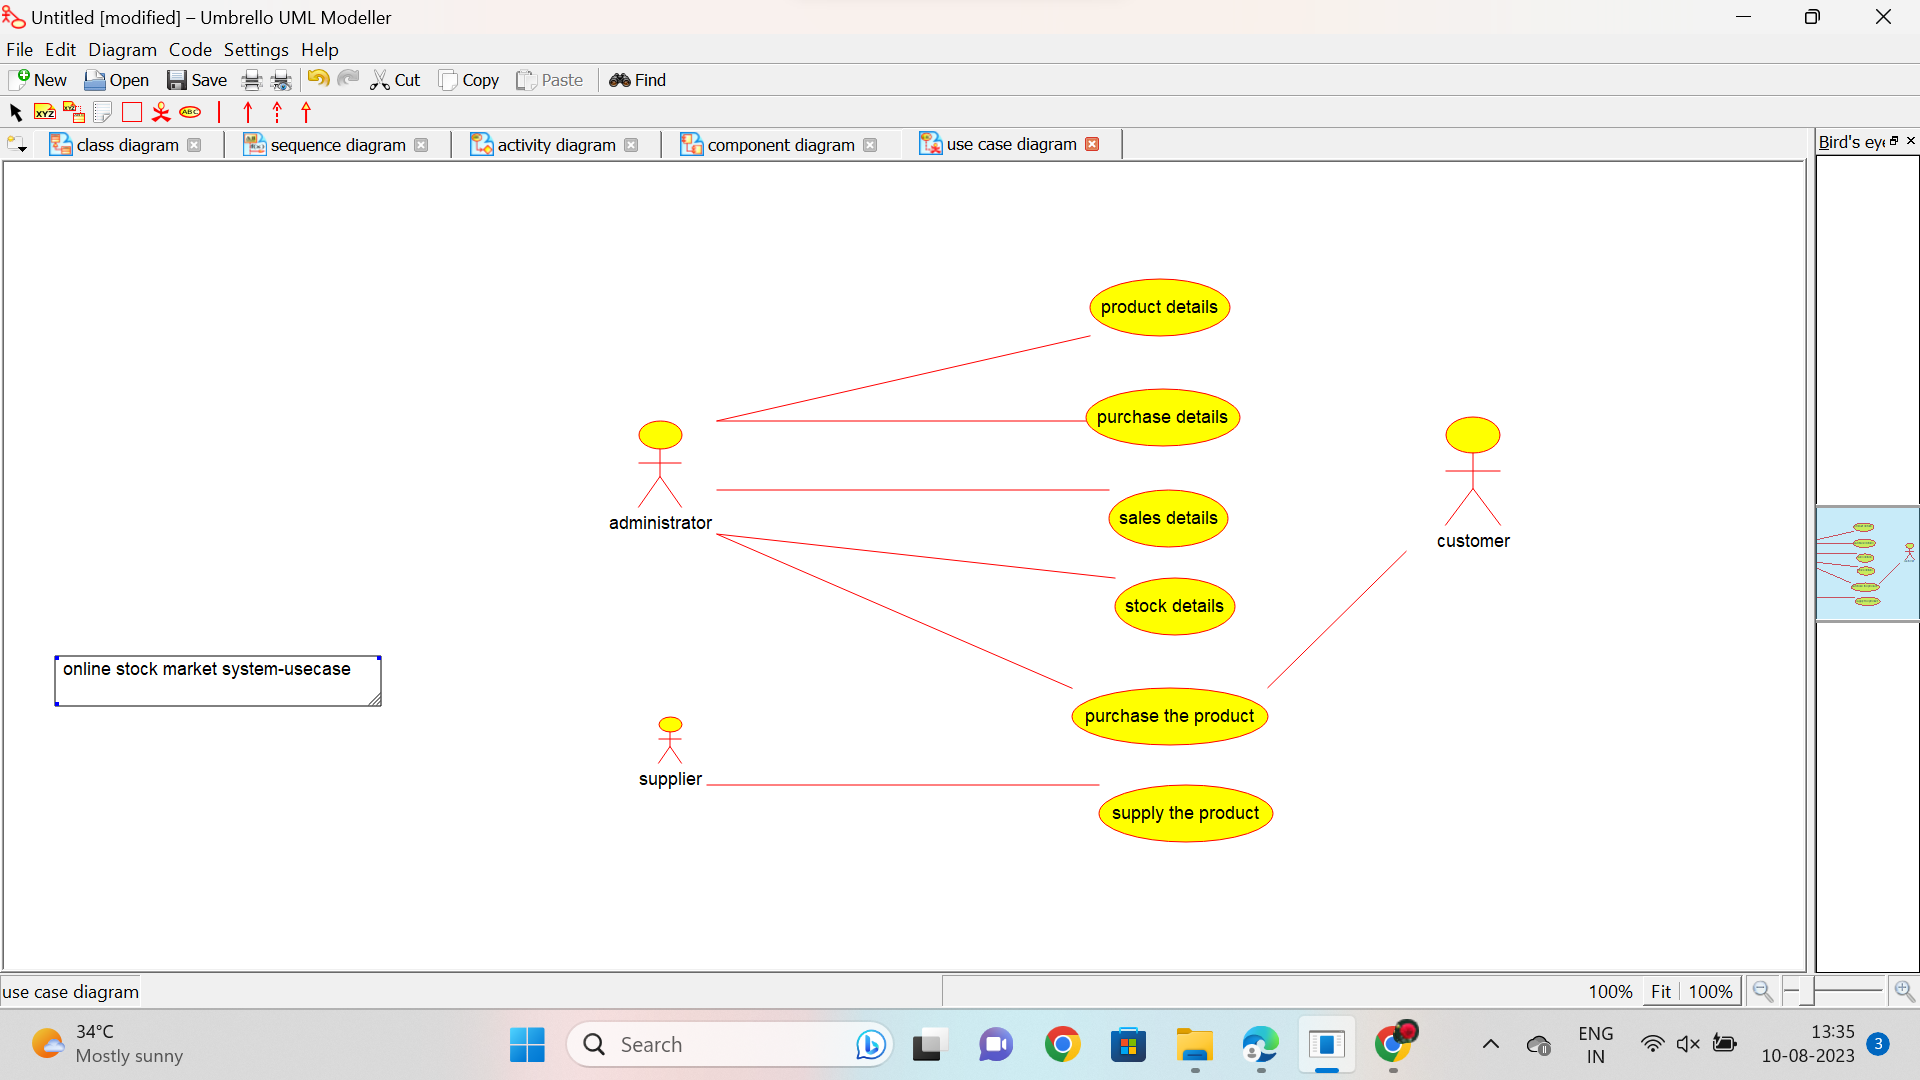 Untitled [modified] – Umbrello UML Modeller
File Edit Diagram Code Settings Help
New Open Save Cut Copy Paste Find
XYZ XYZ ABC
class diagram sequence diagram activity diagram component diagram use case diagram
Bird's eye
product details
purchase details
sales details
administrator
customer
stock details
online stock market system-usecase
purchase the product
supplier
supply the product
use case diagram
100% Fit 100%
34°C
Mostly sunny
Search
ENG
IN
13:35
10-08-2023
3